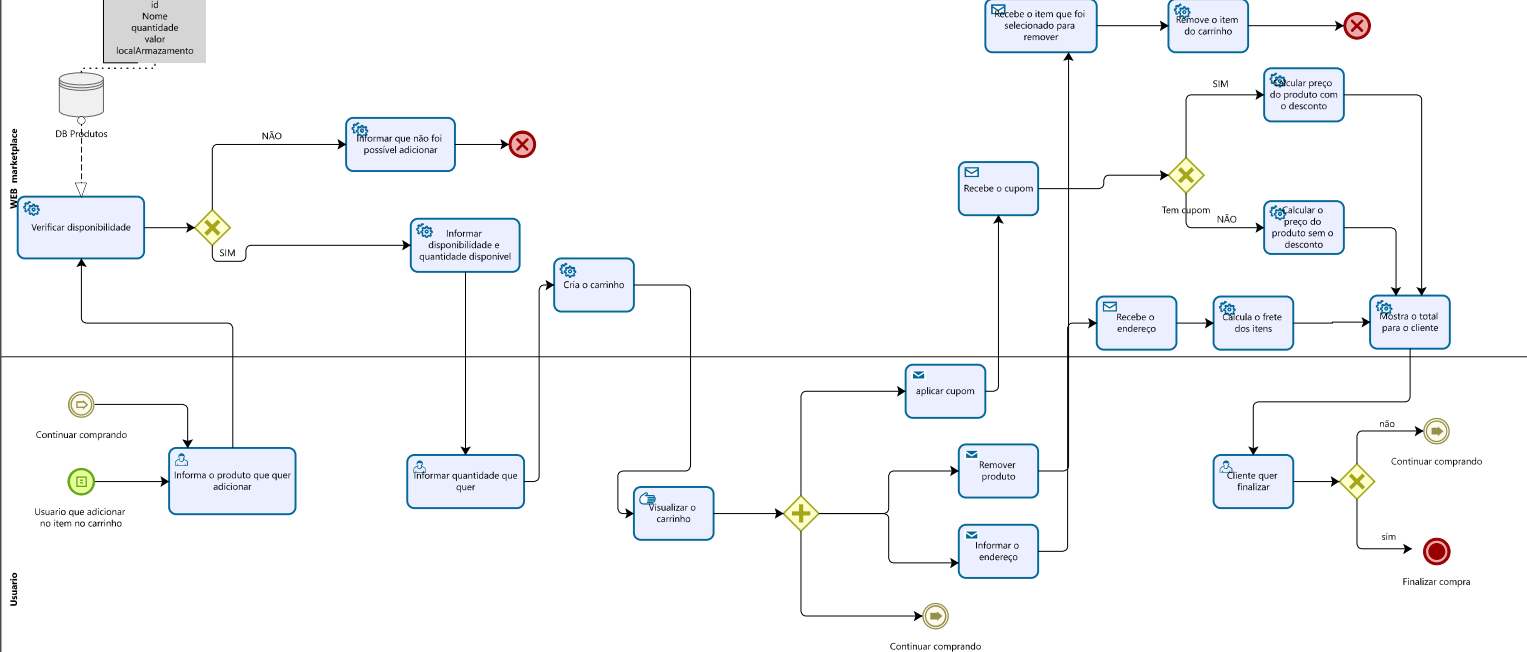 id
Nome
quantidade
valor
localArmazamento
DB Produtos
WEB marketplace
Verificar disponibilidade
NÃO
Informar que não foi
possível adicionar
SIM
Informar
disponibilidade e
quantidade disponivel
Cria o carrinho
Recebe o item que foi
selecionado para
remover
Remove o item
do carrinho
Recebe o cupom
Tem cupom
SIM
Calcular preço
do produto com
o desconto
NÃO
Calcular o
preço do
produto sem o
desconto
Recebe o
endereço
Calcula o frete
dos itens
Mostra o total
para o cliente
Usuario
Continuar comprando
Usuario que adicionar
no item no carrinho
Informa o produto que quer
adicionar
Informar quantidade que
quer
Visualizar o
carrinho
aplicar cupom
Remover
produto
Informar o
endereço
Continuar comprando
Cliente quer
finalizar
não
Continuar comprando
sim
Finalizar compra